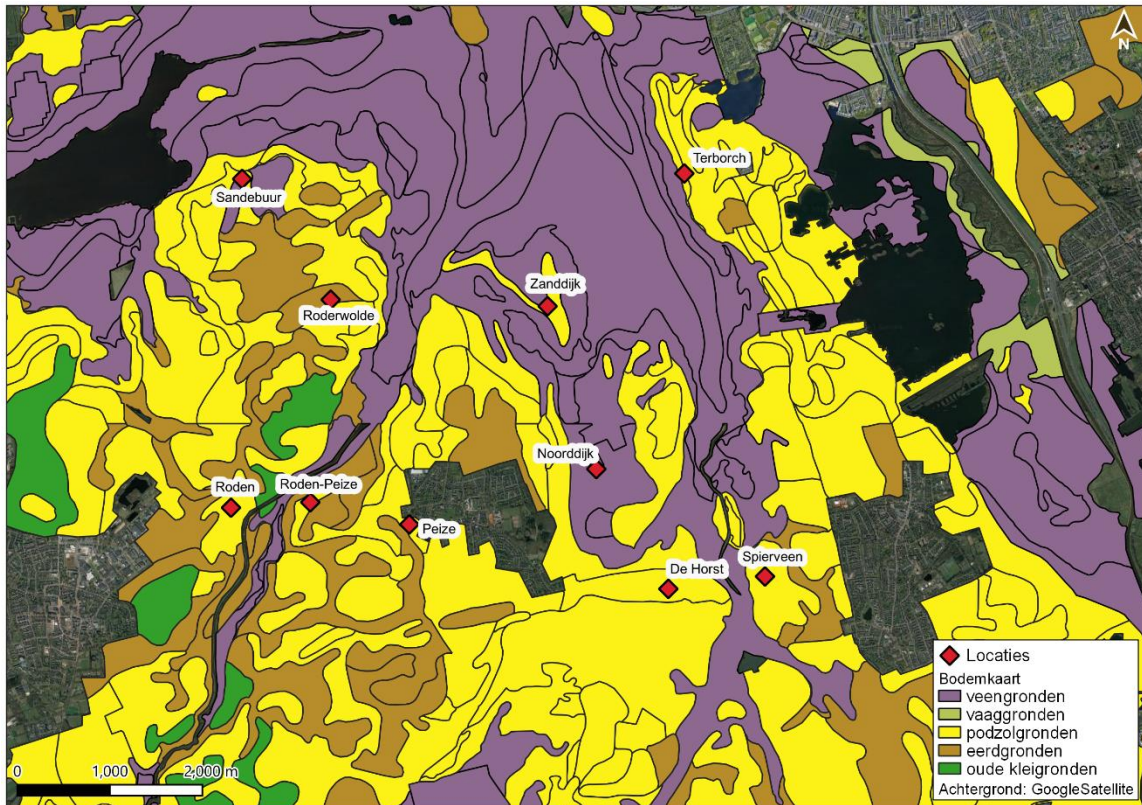 N
Terborch
Sandebuur
Zanddijk
Roderwolde
Noorddijk
Roden
Roden-Peize
Peize
Spierveen
De Horst
Locaties
Bodemkaart
veengronden
vaaggronden
podzolgronden
eerdgronden
oude kleigronden
Achtergrond: GoogleSatellite
0 1,000 2,000 m